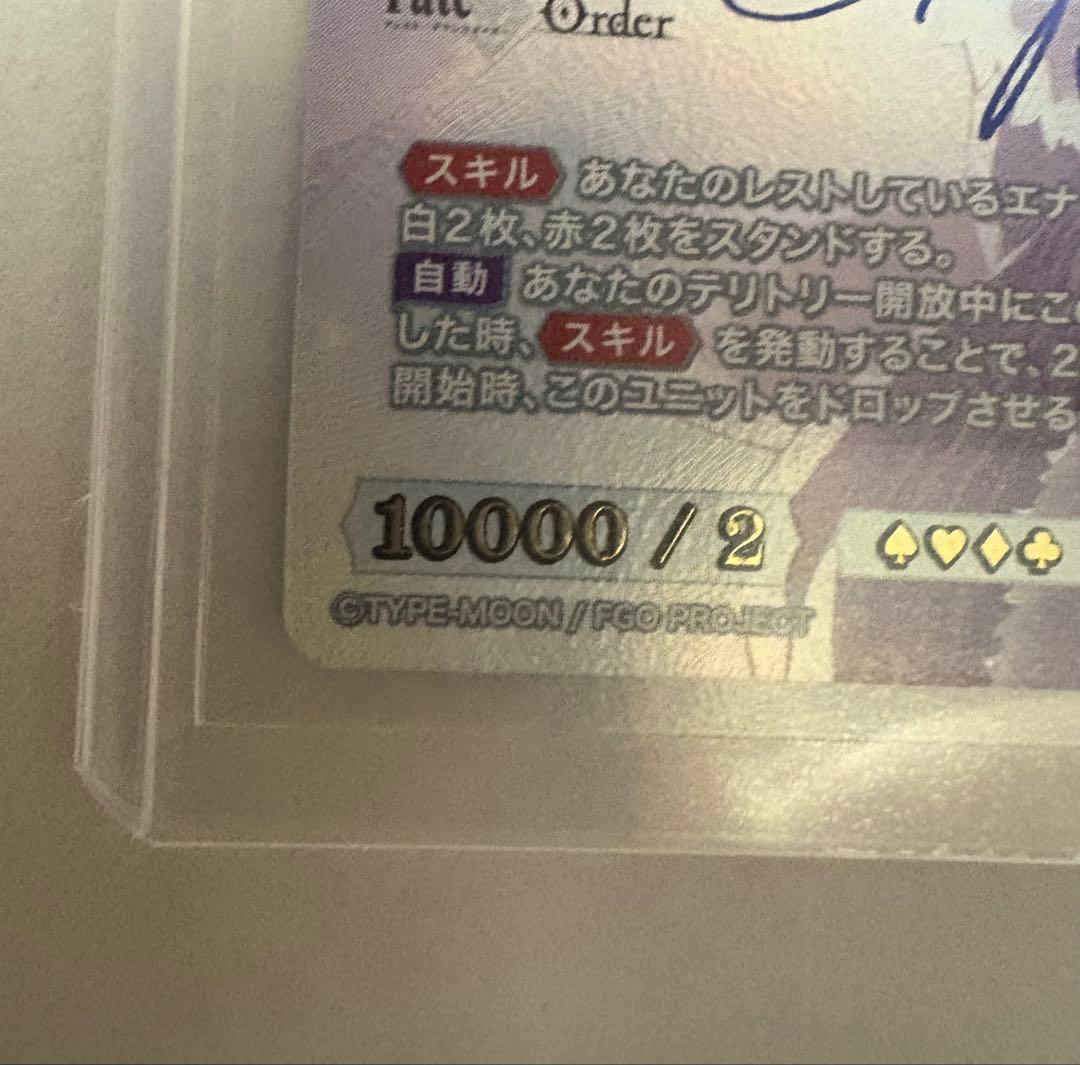 Fate Order
スキル あなたのレストしているエナ
白2枚、赤2枚をスタンドする。
自動 あなたのテリトリー開放中にこ
した時、スキル を発動することで、2
開始時、このユニットをドロップさせる
10000 / 2 ♠♥♦♣
©TYPE-MOON / FGO PROJECT